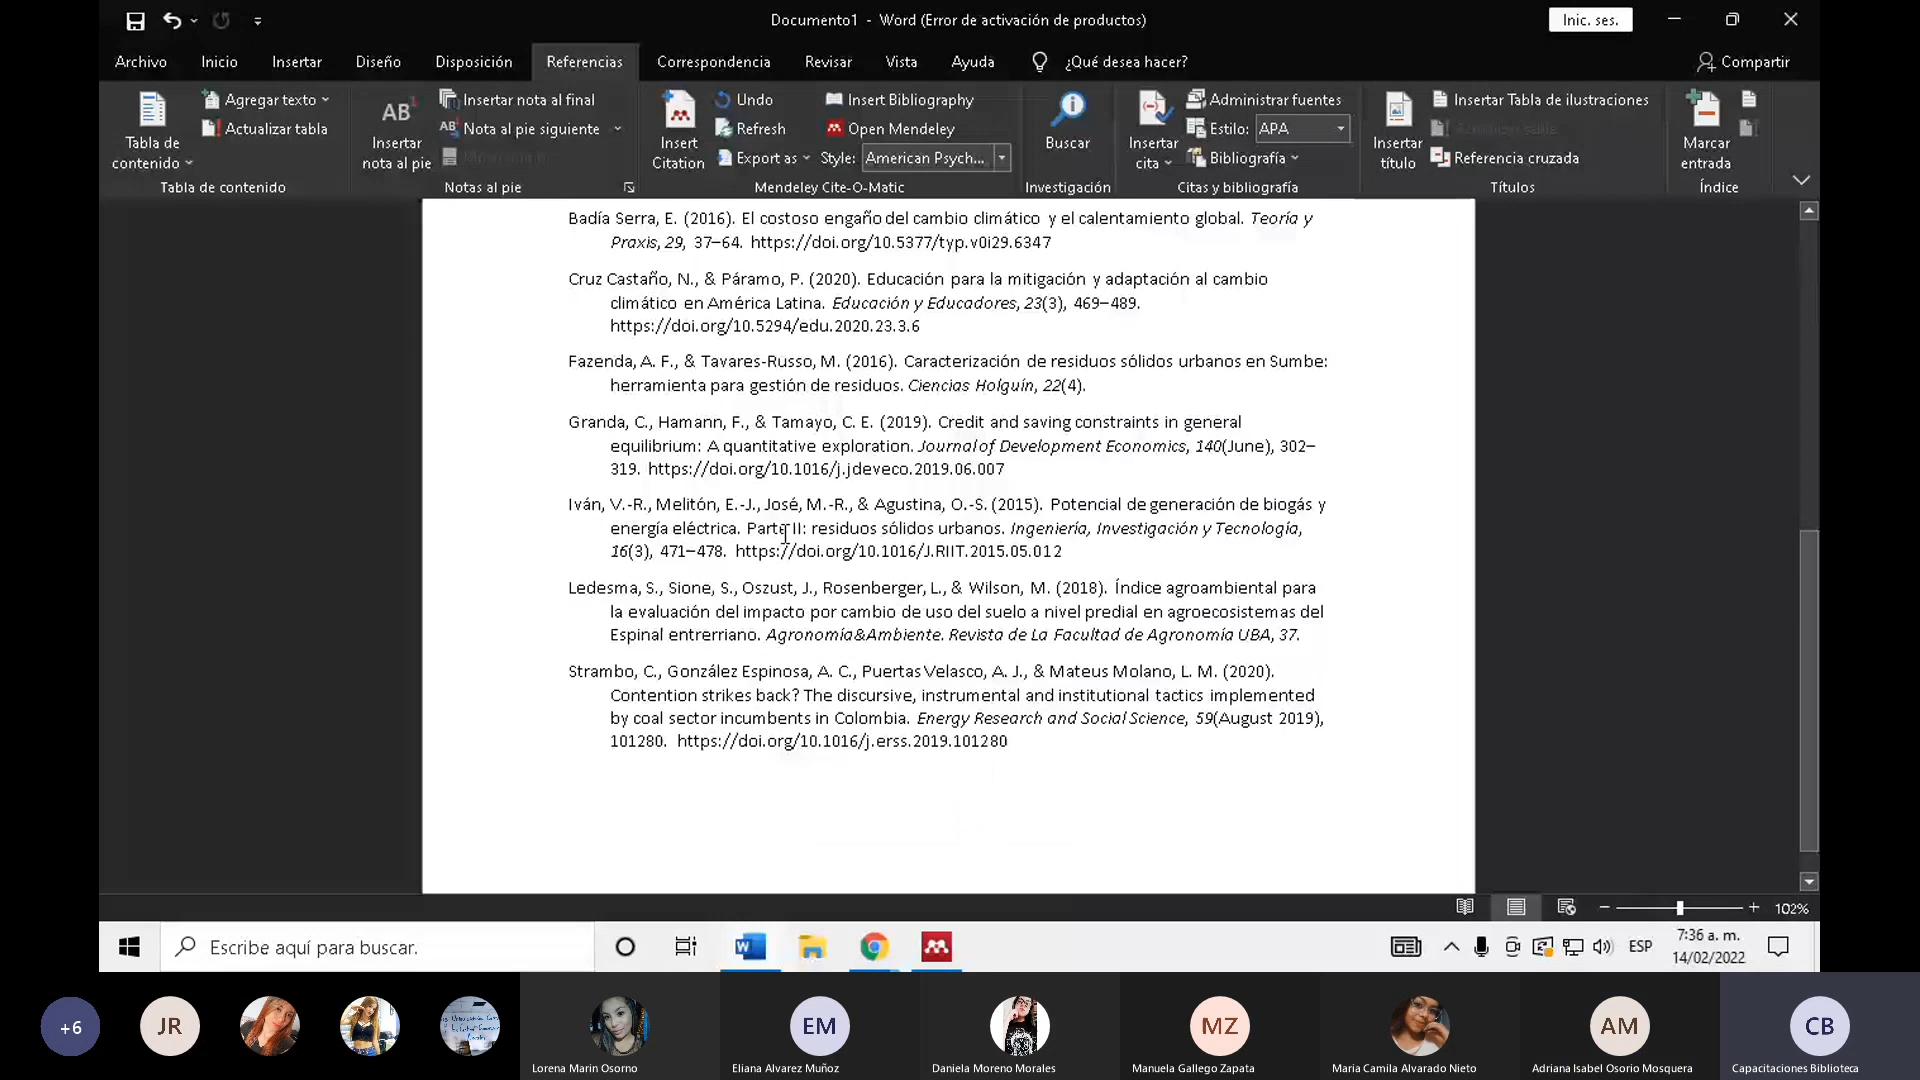 Documento1 - Word (Error de activación de productos)
Inic. ses.
Archivo Inicio Insertar Diseño Disposición Referencias Correspondencia Revisar Vista Ayuda ¿Qué desea hacer? Compartir
Tabla de contenido
Agregar texto
Actualizar tabla
Tabla de contenido
AB1
Insertar nota al pie
Insertar nota al final
Nota al pie siguiente
Notas al pie
Insert Citation
Undo
Refresh
Export as
Insert Bibliography
Open Mendeley
Style: American Psych...
Mendeley Cite-O-Matic
Buscar
Investigación
Insertar cita
Administrar fuentes
Estilo: APA
Bibliografía
Citas y bibliografía
Insertar título
Insertar Tabla de ilustraciones
Referencia cruzada
Títulos
Marcar entrada
Índice
Badía Serra, E. (2016). El costoso engaño del cambio climático y el calentamiento global. Teoría y
Praxis, 29, 37–64. https://doi.org/10.5377/typ.v0i29.6347
Cruz Castaño, N., & Páramo, P. (2020). Educación para la mitigación y adaptación al cambio
climático en América Latina. Educación y Educadores, 23(3), 469–489.
https://doi.org/10.5294/edu.2020.23.3.6
Fazenda, A. F., & Tavares-Russo, M. (2016). Caracterización de residuos sólidos urbanos en Sumbe:
herramienta para gestión de residuos. Ciencias Holguín, 22(4).
Granda, C., Hamann, F., & Tamayo, C. E. (2019). Credit and saving constraints in general
equilibrium: A quantitative exploration. Journal of Development Economics, 140(June), 302–
319. https://doi.org/10.1016/j.jdeveco.2019.06.007
Iván, V.-R., Melitón, E.-J., José, M.-R., & Agustina, O.-S. (2015). Potencial de generación de biogás y
energía eléctrica. Parte II: residuos sólidos urbanos. Ingeniería, Investigación y Tecnología,
16(3), 471–478. https://doi.org/10.1016/J.RIIT.2015.05.012
Ledesma, S., Sione, S., Oszust, J., Rosenberger, L., & Wilson, M. (2018). Índice agroambiental para
la evaluación del impacto por cambio de uso del suelo a nivel predial en agroecosistemas del
Espinal entrerriano. Agronomía&Ambiente. Revista de La Facultad de Agronomía UBA, 37.
Strambo, C., González Espinosa, A. C., Puertas Velasco, A. J., & Mateus Molano, L. M. (2020).
Contention strikes back? The discursive, instrumental and institutional tactics implemented
by coal sector incumbents in Colombia. Energy Research and Social Science, 59(August 2019),
101280. https://doi.org/10.1016/j.erss.2019.101280
102%
Escribe aquí para buscar.
ESP
7:36 a. m.
14/02/2022
+6
JR
EM
MZ
AM
CB
Lorena Marin Osorno
Eliana Alvarez Muñoz
Daniela Moreno Morales
Manuela Gallego Zapata
Maria Camila Alvarado Nieto
Adriana Isabel Osorio Mosquera
Capacitaciones Biblioteca